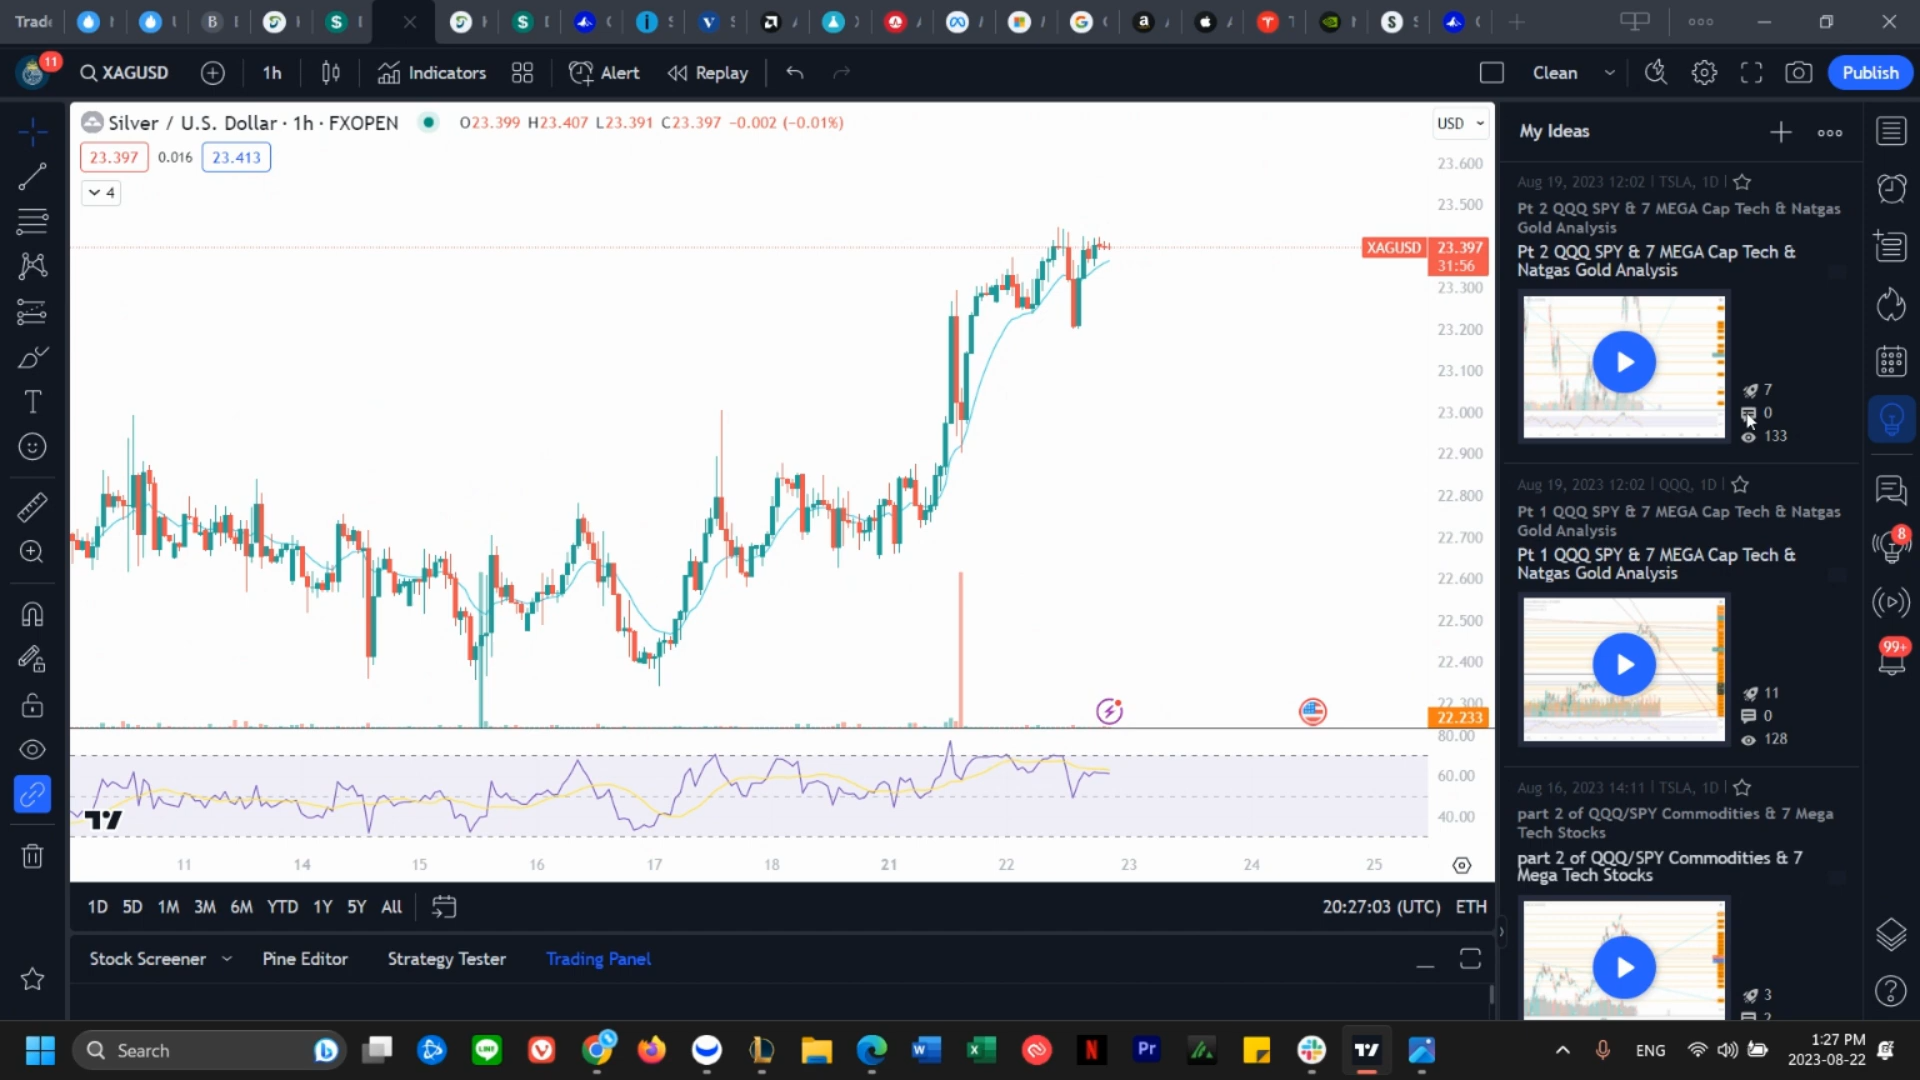 Trade
XAGUSD
1h
Indicators
Alert
Replay
Clean
Publish
11
Silver / U.S. Dollar · 1h · FXOPEN
O23.399 H23.407 L23.391 C23.397 −0.002 (−0.01%)
23.397
0.016
23.413
4
USD
23.600
23.500
XAGUSD
23.397
31:56
23.300
23.200
23.100
23.000
22.900
22.800
22.700
22.600
22.500
22.400
22.300
22.233
80.00
60.00
40.00
11 14 15 16 17 18 21 22 23 24 25
1D 5D 1M 3M 6M YTD 1Y 5Y All
20:27:03 (UTC) ETH
Stock Screener
Pine Editor
Strategy Tester
Trading Panel
My Ideas
Aug 19, 2023 12:02 | TSLA, 1D |
Pt 2 QQQ SPY & 7 MEGA Cap Tech & Natgas
Gold Analysis
Pt 2 QQQ SPY & 7 MEGA Cap Tech &
Natgas Gold Analysis
7
0
133
Aug 19, 2023 12:02 | QQQ, 1D |
Pt 1 QQQ SPY & 7 MEGA Cap Tech & Natgas
Gold Analysis
Pt 1 QQQ SPY & 7 MEGA Cap Tech &
Natgas Gold Analysis
11
0
128
Aug 16, 2023 14:11 | TSLA, 1D |
part 2 of QQQ/SPY Commodities & 7 Mega
Tech Stocks
part 2 of QQQ/SPY Commodities & 7
Mega Tech Stocks
3
2
8
99+
Search
ENG
1:27 PM
2023-08-22